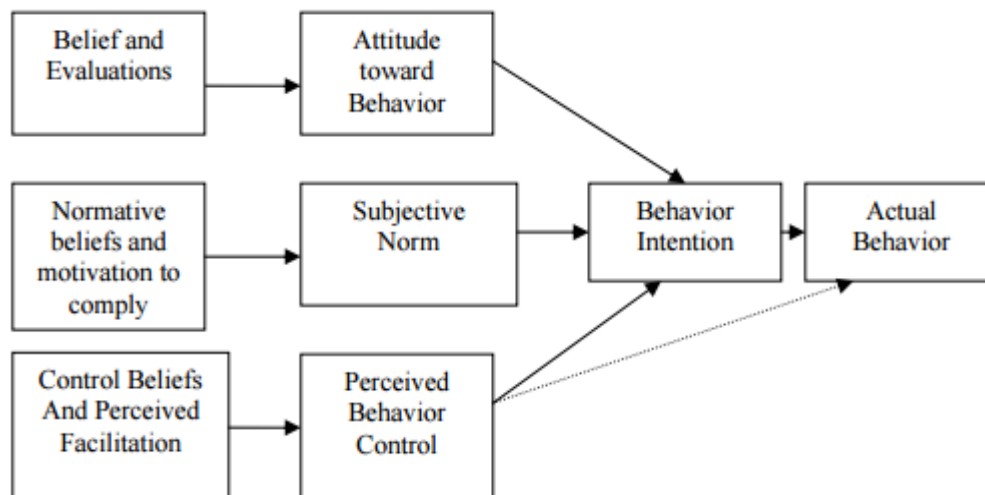 Belief and
Evaluations
Attitude
toward
Behavior
Normative
beliefs and
motivation to
comply
Subjective
Norm
Behavior
Intention
Actual
Behavior
Control Beliefs
And Perceived
Facilitation
Perceived
Behavior
Control